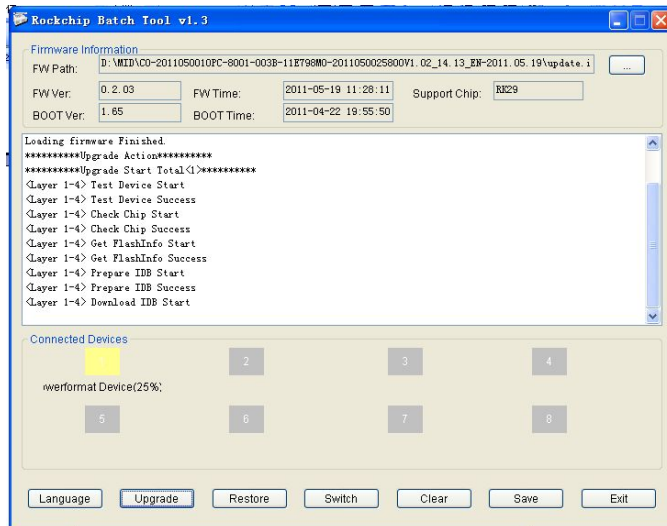 Rockchip Batch Tool v1.3
Firmware Information
FW Path: D:\MID\CO-2011050010PC-8001-003B-11E798M0-2011050025800V1.02_14.13_EN-2011.05.19\update.i ...
FW Ver: 0.2.03 FW Time: 2011-05-19 11:28:11 Support Chip: RK29
BOOT Ver: 1.65 BOOT Time: 2011-04-22 19:55:50
Loading firmware Finished.
**********Upgrade Action**********
**********Upgrade Start Total<1>**********
<Layer 1-4> Test Device Start
<Layer 1-4> Test Device Success
<Layer 1-4> Check Chip Start
<Layer 1-4> Check Chip Success
<Layer 1-4> Get FlashInfo Start
<Layer 1-4> Get FlashInfo Success
<Layer 1-4> Prepare IDB Start
<Layer 1-4> Prepare IDB Success
<Layer 1-4> Download IDB Start
Connected Devices
1 2 3 4
werformat Device(25%)
5 6 7 8
Language Upgrade Restore Switch Clear Save Exit